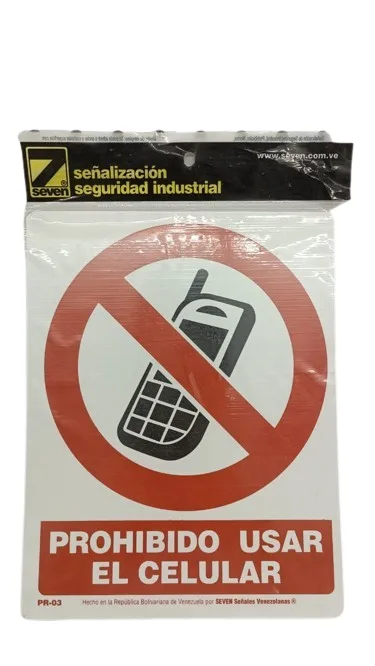 señalización
seguridad industrial
www.seven.com.ve
seven®
PROHIBIDO USAR
EL CELULAR
PR-03
Hecho en la República Bolivariana de Venezuela por SEVEN Señales Venezolanas ®